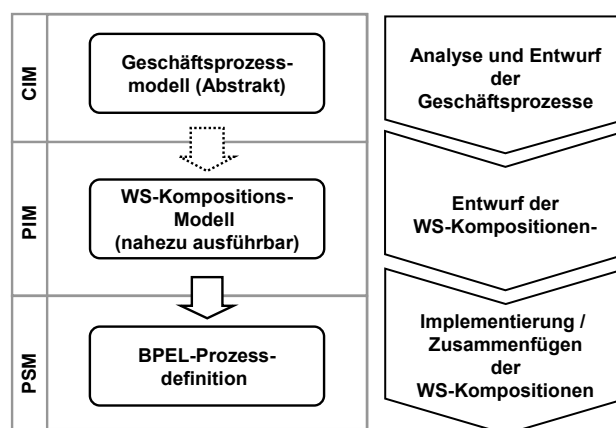 CIM
Geschäftsprozess-
modell (Abstrakt)
Analyse und Entwurf
der
Geschäftsprozesse
PIM
WS-Kompositions-
Modell
(nahezu ausführbar)
Entwurf der
WS-Kompositionen-
PSM
BPEL-Prozess-
definition
Implementierung /
Zusammenfügen
der
WS-Kompositionen